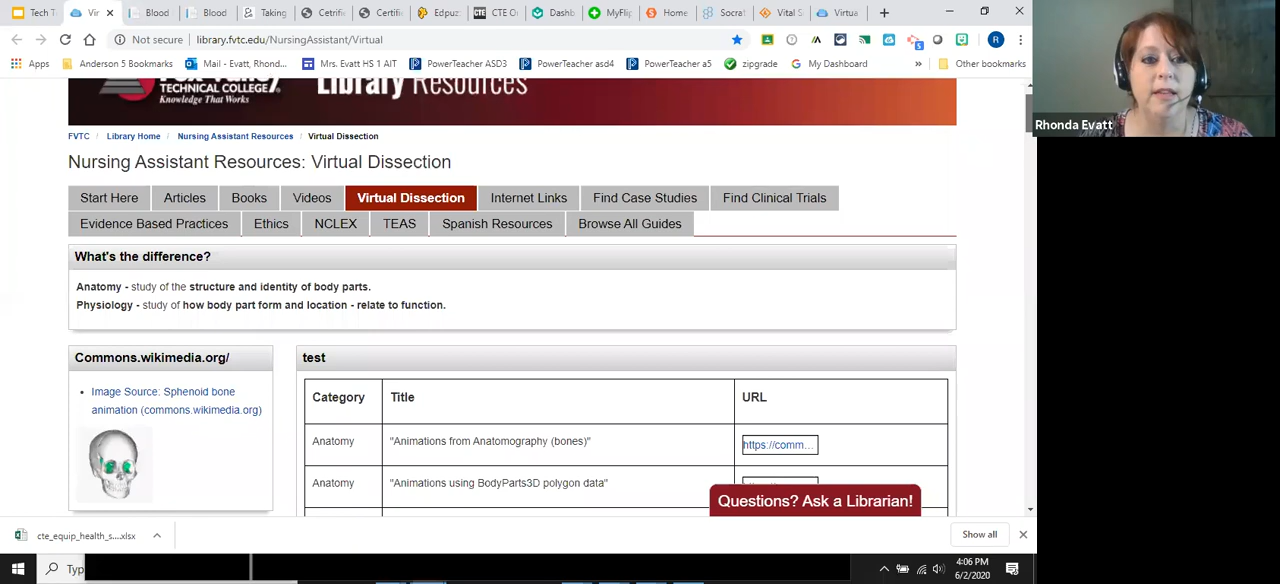 Tech T
Vir
Blood
Blood
Taking
Cetrific
Certific
Edpuz
CTE On
Dashb
MyFlip
Home
Socrat
Vital S
Virtua
Not secure
library.fvtc.edu/NursingAssistant/Virtual
5
R
Apps
Anderson 5 Bookmarks
Mail - Evatt, Rhond...
Mrs. Evatt HS 1 AIT
PowerTeacher ASD3
PowerTeacher asd4
PowerTeacher a5
zipgrade
My Dashboard
»
Other bookmarks
TECHNICAL COLLEGE
Knowledge That Works
Library Resources
FVTC / Library Home / Nursing Assistant Resources / Virtual Dissection
Nursing Assistant Resources: Virtual Dissection
Start Here
Articles
Books
Videos
Virtual Dissection
Internet Links
Find Case Studies
Find Clinical Trials
Evidence Based Practices
Ethics
NCLEX
TEAS
Spanish Resources
Browse All Guides
What's the difference?
Anatomy - study of the structure and identity of body parts.
Physiology - study of how body part form and location - relate to function.
Commons.wikimedia.org/
Image Source: Sphenoid bone
animation (commons.wikimedia.org)
test
Category
Title
URL
Anatomy
"Animations from Anatomography (bones)"
https://comm...
Anatomy
"Animations using BodyParts3D polygon data"
Questions? Ask a Librarian!
cte_equip_health_s....xlsx
Show all
Typ
4:06 PM
6/2/2020
Rhonda Evatt